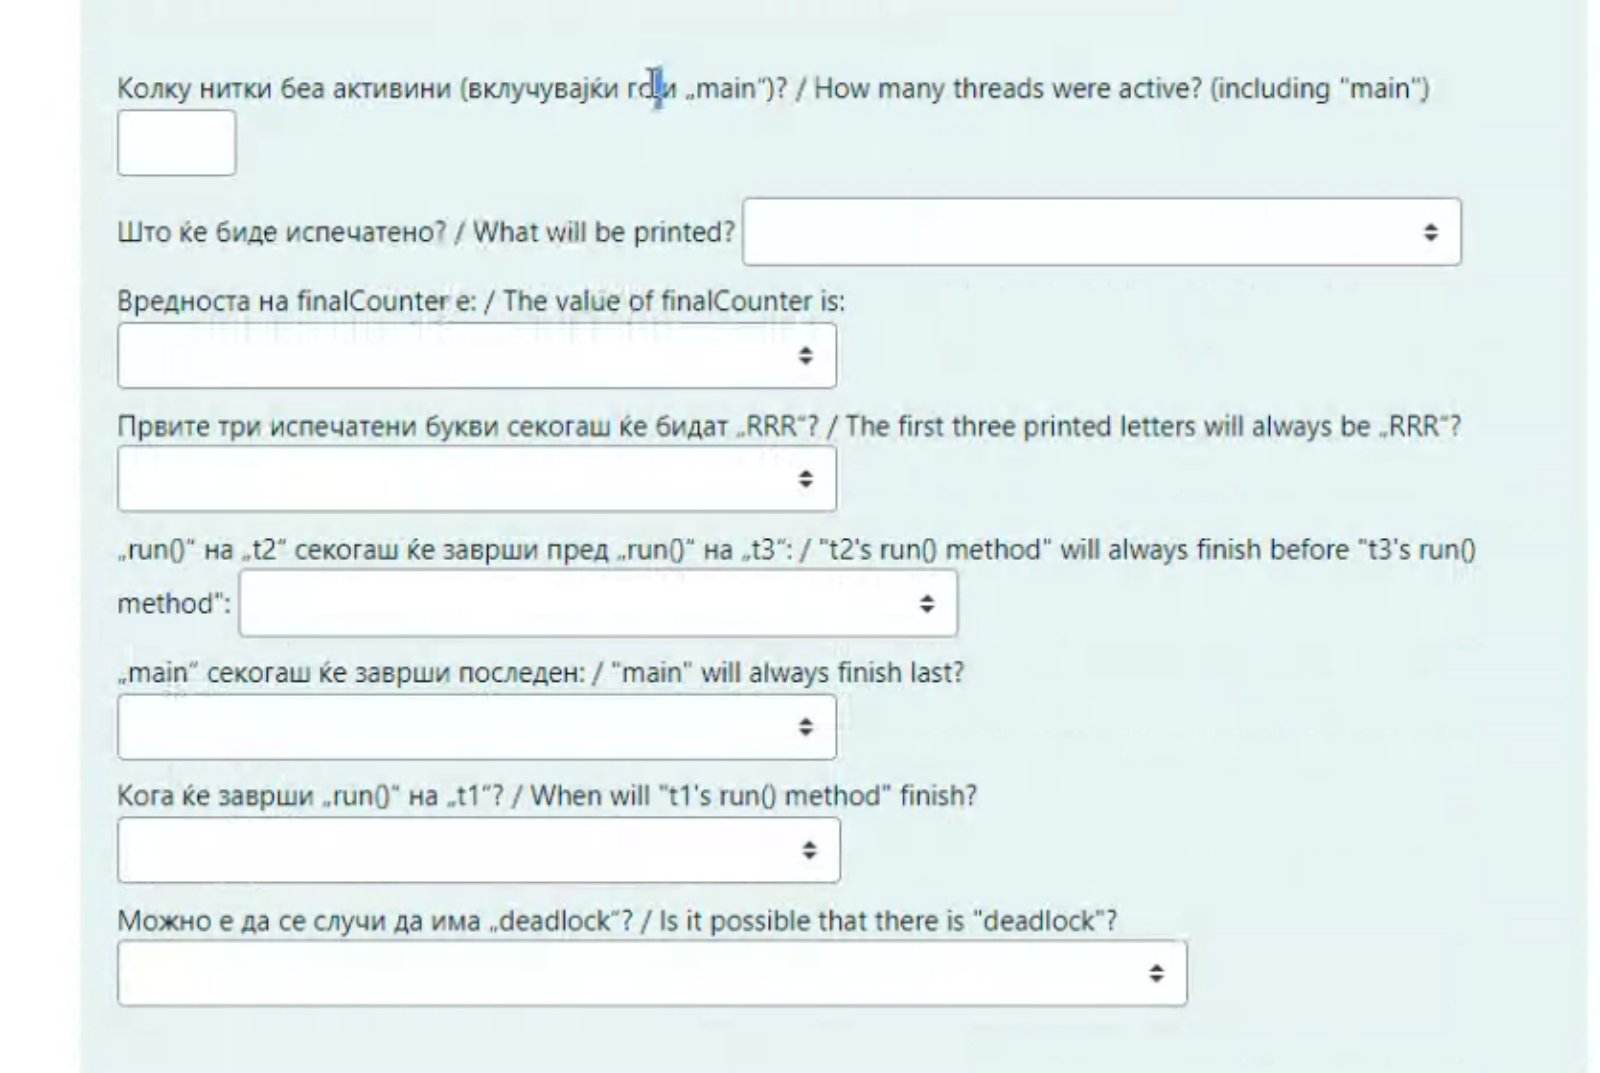 Колку нитки беа активини (вклучувајќи го и „main“)? / How many threads were active? (including "main")
Што ќе биде испечатено? / What will be printed?
Вредноста на finalCounter е: / The value of finalCounter is:
Првите три испечатени букви секогаш ќе бидат „RRR“? / The first three printed letters will always be „RRR“?
„run()“ на „t2“ секогаш ќе заврши пред „run()“ на „t3“: / "t2's run() method" will always finish before "t3's run()
method":
„main“ секогаш ќе заврши последен: / "main" will always finish last?
Кога ќе заврши „run()“ на „t1“? / When will "t1's run() method" finish?
Можно е да се случи да има „deadlock“? / Is it possible that there is "deadlock"?